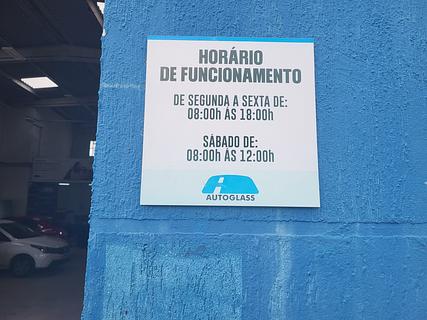 HORÁRIO
DE FUNCIONAMENTO
DE SEGUNDA A SEXTA DE:
08:00h ÀS 18:00h
SÁBADO DE:
08:00h ÀS 12:00h
AUTOGLASS